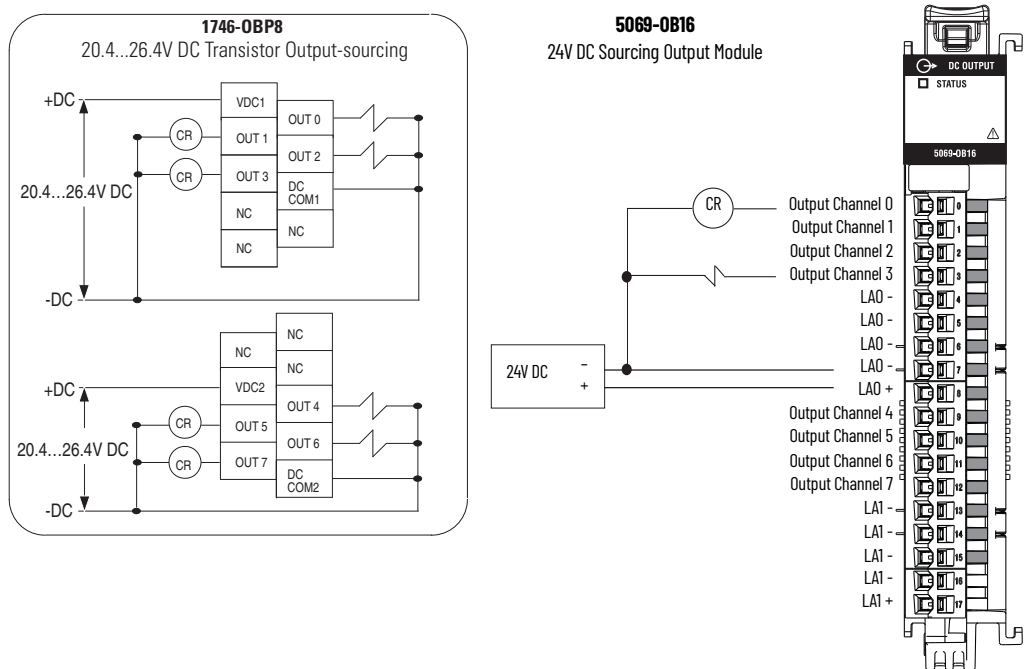 1746-OBP8
20.4...26.4V DC Transistor Output-sourcing
+DC
20.4...26.4V DC
-DC
CR
CR
VDC1
OUT 0
OUT 1
OUT 2
OUT 3
DC
COM1
NC
NC
NC
+DC
20.4...26.4V DC
-DC
CR
CR
NC
NC
NC
VDC2
OUT 4
OUT 5
OUT 6
OUT 7
DC
COM2
5069-OB16
24V DC Sourcing Output Module
CR
24V DC
-
+
Output Channel 0
Output Channel 1
Output Channel 2
Output Channel 3
LA0 -
LA0 -
LA0 -
LA0 -
LA0 +
Output Channel 4
Output Channel 5
Output Channel 6
Output Channel 7
LA1 -
LA1 -
LA1 -
LA1 -
LA1 +
DC OUTPUT
STATUS
5069-OB16
0
1
2
3
4
5
6
7
8
9
10
11
12
13
14
15
16
17